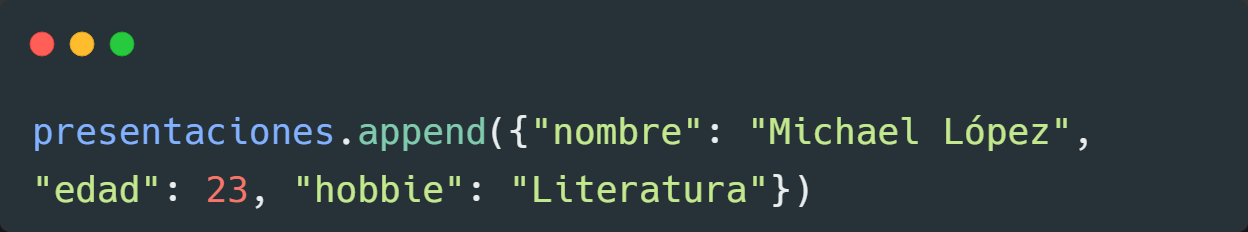 presentaciones.append({"nombre": "Michael López",
"edad": 23, "hobbie": "Literatura"})